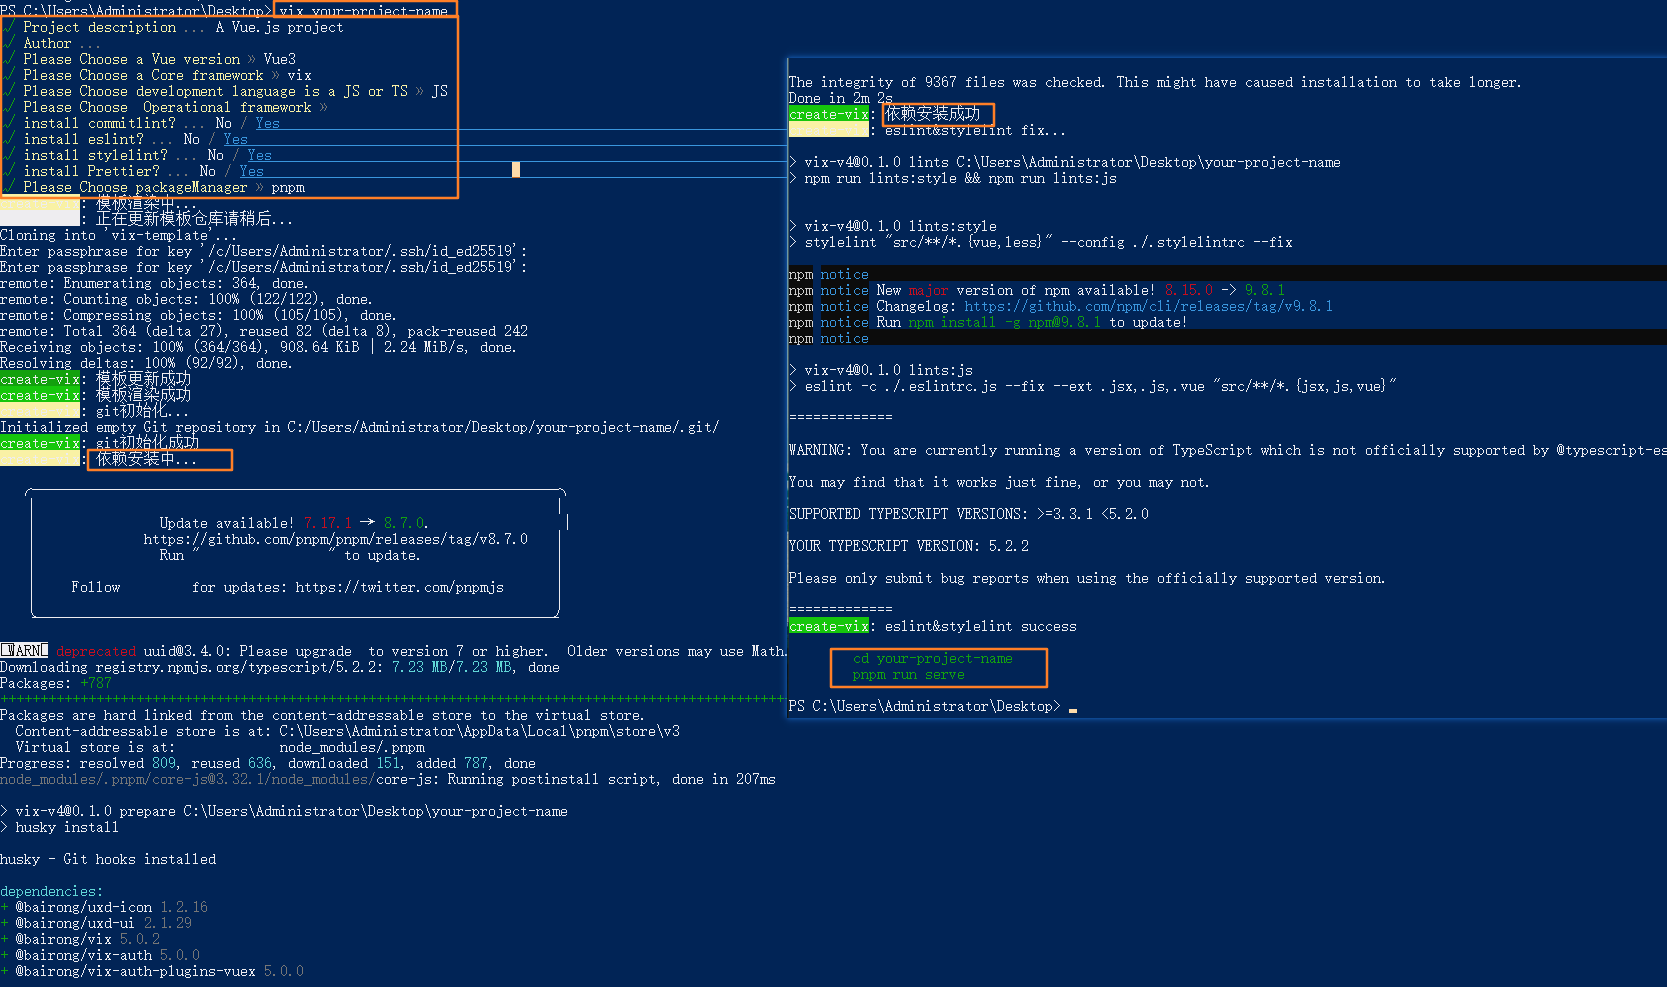 PS C:\Users\Administrator\Desktop> vix your-project-name
√ Project description ... A Vue.js project
√ Author ...
√ Please Choose a Vue version » Vue3
√ Please Choose a Core framework » vix
√ Please Choose development language is a JS or TS » JS
√ Please Choose  Operational framework »
√ install commitlint? ... No / Yes
√ install eslint? ... No / Yes
√ install stylelint? ... No / Yes
√ install Prettier? ... No / Yes
√ Please Choose packageManager » pnpm
: 模板渲染中...
: 正在更新模板仓库请稍后...
Cloning into 'vix-template'...
Enter passphrase for key '/c/Users/Administrator/.ssh/id_ed25519':
Enter passphrase for key '/c/Users/Administrator/.ssh/id_ed25519':
remote: Enumerating objects: 364, done.
remote: Counting objects: 100% (122/122), done.
remote: Compressing objects: 100% (105/105), done.
remote: Total 364 (delta 27), reused 82 (delta 8), pack-reused 242
Receiving objects: 100% (364/364), 908.64 KiB | 2.24 MiB/s, done.
Resolving deltas: 100% (92/92), done.
create-vix: 模板更新成功
create-vix: 模板渲染成功
: git初始化...
Initialized empty Git repository in C:/Users/Administrator/Desktop/your-project-name/.git/
create-vix: git初始化成功
: 依赖安装中...
Update available! 7.17.1 → 8.7.0.
https://github.com/pnpm/pnpm/releases/tag/v8.7.0
Run " " to update.
Follow for updates: https://twitter.com/pnpmjs
WARN deprecated uuid@3.4.0: Please upgrade  to version 7 or higher.  Older versions may use Math.
Downloading registry.npmjs.org/typescript/5.2.2: 7.23 MB/7.23 MB, done
Packages: +787
++++++++++++++++++++++++++++++++++++++++++++++++++++++++++++++++++++++++++++++++++++++++++++++++++
Packages are hard linked from the content-addressable store to the virtual store.
Content-addressable store is at: C:\Users\Administrator\AppData\Local\pnpm\store\v3
Virtual store is at:             node_modules/.pnpm
Progress: resolved 809, reused 636, downloaded 151, added 787, done
node_modules/.pnpm/core-js@3.32.1/node_modules/core-js: Running postinstall script, done in 207ms
> vix-v4@0.1.0 prepare C:\Users\Administrator\Desktop\your-project-name
> husky install
husky - Git hooks installed
dependencies:
+ @bairong/uxd-icon 1.2.16
+ @bairong/uxd-ui 2.1.29
+ @bairong/vix 5.0.2
+ @bairong/vix-auth 5.0.0
+ @bairong/vix-auth-plugins-vuex 5.0.0
The integrity of 9367 files was checked. This might have caused installation to take longer.
Done in 2m 2s
create-vix: 依赖安装成功
: eslint&stylelint fix...
> vix-v4@0.1.0 lints C:\Users\Administrator\Desktop\your-project-name
> npm run lints:style && npm run lints:js
> vix-v4@0.1.0 lints:style
> stylelint "src/**/*.{vue,less}" --config ./.stylelintrc --fix
npm notice
npm notice New major version of npm available! 8.15.0 -> 9.8.1
npm notice Changelog: https://github.com/npm/cli/releases/tag/v9.8.1
npm notice Run npm install -g npm@9.8.1 to update!
npm notice
> vix-v4@0.1.0 lints:js
> eslint -c ./.eslintrc.js --fix --ext .jsx,.js,.vue "src/**/*.{jsx,js,vue}"
=============
WARNING: You are currently running a version of TypeScript which is not officially supported by @typescript-es
You may find that it works just fine, or you may not.
SUPPORTED TYPESCRIPT VERSIONS: >=3.3.1 <5.2.0
YOUR TYPESCRIPT VERSION: 5.2.2
Please only submit bug reports when using the officially supported version.
=============
create-vix: eslint&stylelint success
cd your-project-name
pnpm run serve
PS C:\Users\Administrator\Desktop>